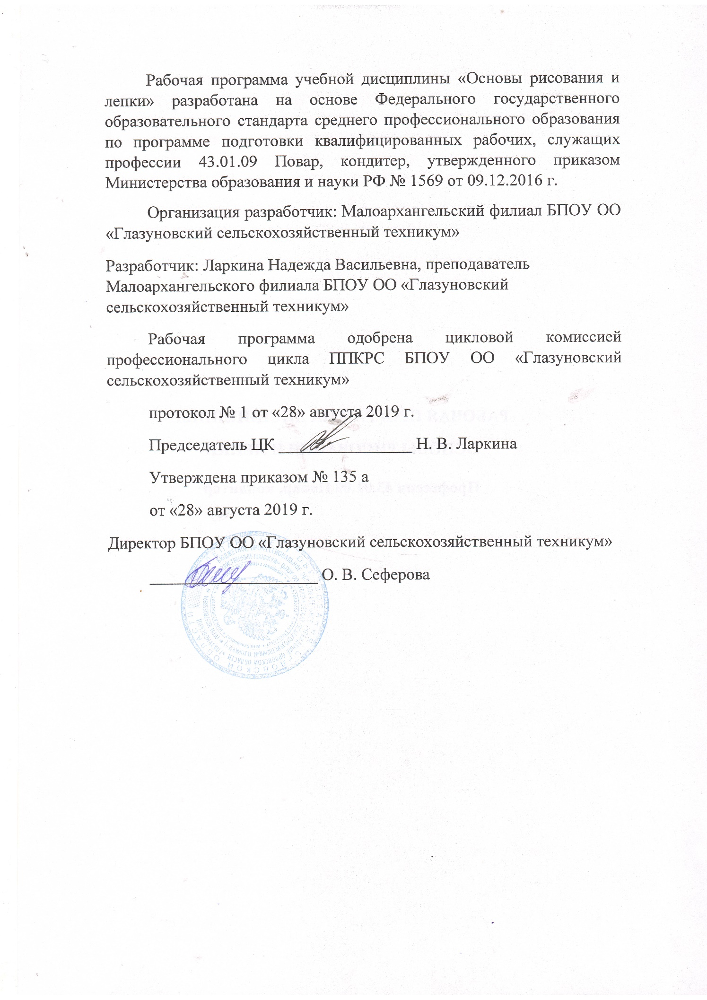 Рабочая программа учебной дисциплины «Основы рисования и
лепки» разработана на основе Федерального государственного
образовательного стандарта среднего профессионального образования
по программе подготовки квалифицированных рабочих, служащих
профессии 43.01.09 Повар, кондитер, утвержденного приказом
Министерства образования и науки РФ № 1569 от 09.12.2016 г.
Организация разработчик: Малоархангельский филиал БПОУ ОО
«Глазуновский сельскохозяйственный техникум»
Разработчик: Ларкина Надежда Васильевна, преподаватель
Малоархангельского филиала БПОУ ОО «Глазуновский
сельскохозяйственный техникум»
Рабочая программа одобрена цикловой комиссией
профессионального цикла ППКРС БПОУ ОО «Глазуновский
сельскохозяйственный техникум»
протокол № 1 от «28» августа 2019 г.
Председатель ЦК ________________ Н. В. Ларкина
Утверждена приказом № 135 а
от «28» августа 2019 г.
Директор БПОУ ОО «Глазуновский сельскохозяйственный техникум»
____________________ О. В. Сеферова